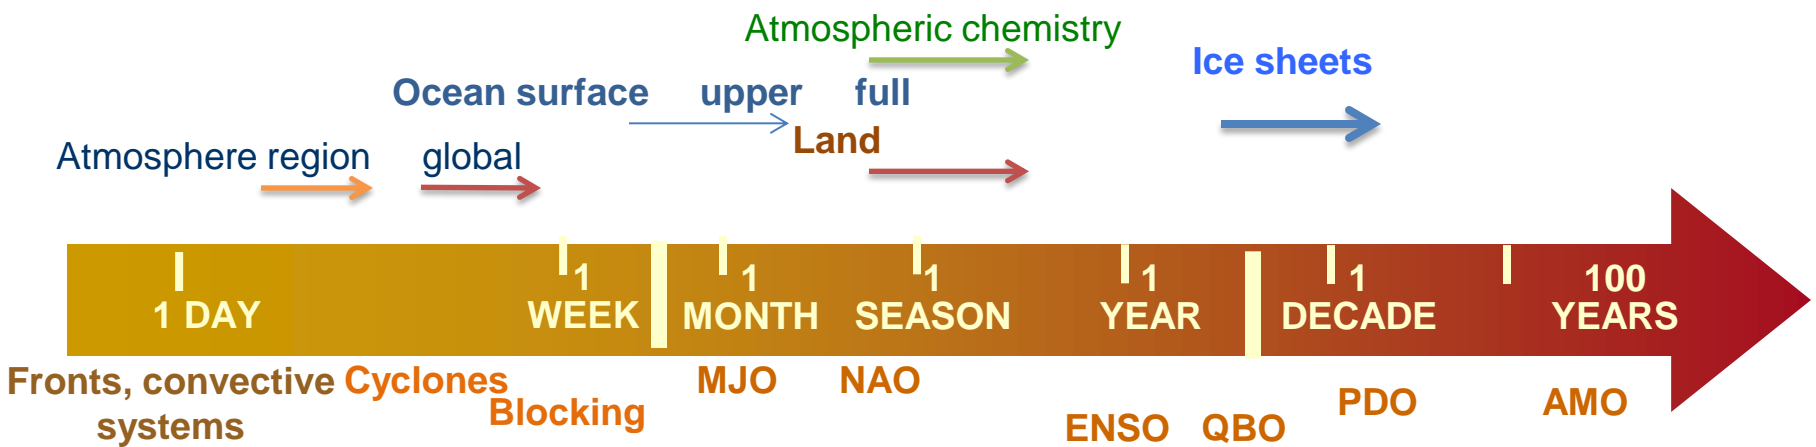 Atmospheric chemistry
Ice sheets
Ocean surface upper full
Land
Atmosphere region global
1 DAY
1 WEEK
1 MONTH
1 SEASON
1 YEAR
1 DECADE
100 YEARS
Fronts, convective
systems
Cyclones
Blocking
MJO
NAO
ENSO
QBO
PDO
AMO